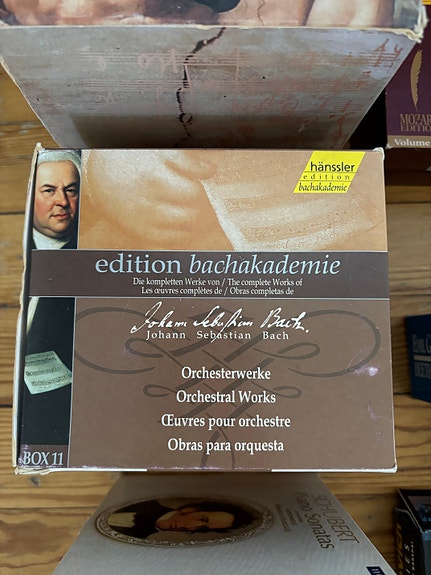 MOZART
EDITION
Volume
hänssler
edition
bachakademie
edition bachakademie
Die kompletten Werke von / The complete Works of
Les œuvres complètes de / Obras completas de
Johann Sebastian Bach.
Johann Sebastian Bach
Orchesterwerke
Orchestral Works
Œuvres pour orchestre
Obras para orquesta
BOX 11
SCHUBERT
Piano Sonatas